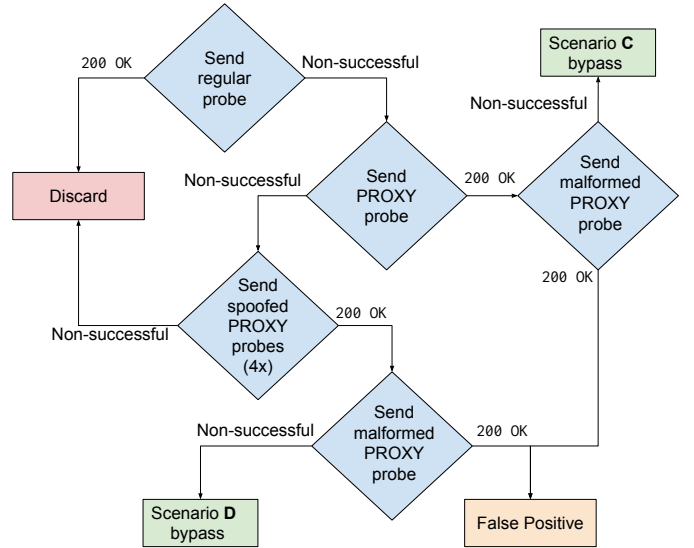 Send
regular
probe
200 OK
Non-successful
Scenario C
bypass
Non-successful
Discard
Non-successful
Send
PROXY
probe
200 OK
Send
malformed
PROXY
probe
200 OK
Non-successful
Send
spoofed
PROXY
probes
(4x)
200 OK
Non-successful
Send
malformed
PROXY
probe
200 OK
Scenario D
bypass
False Positive